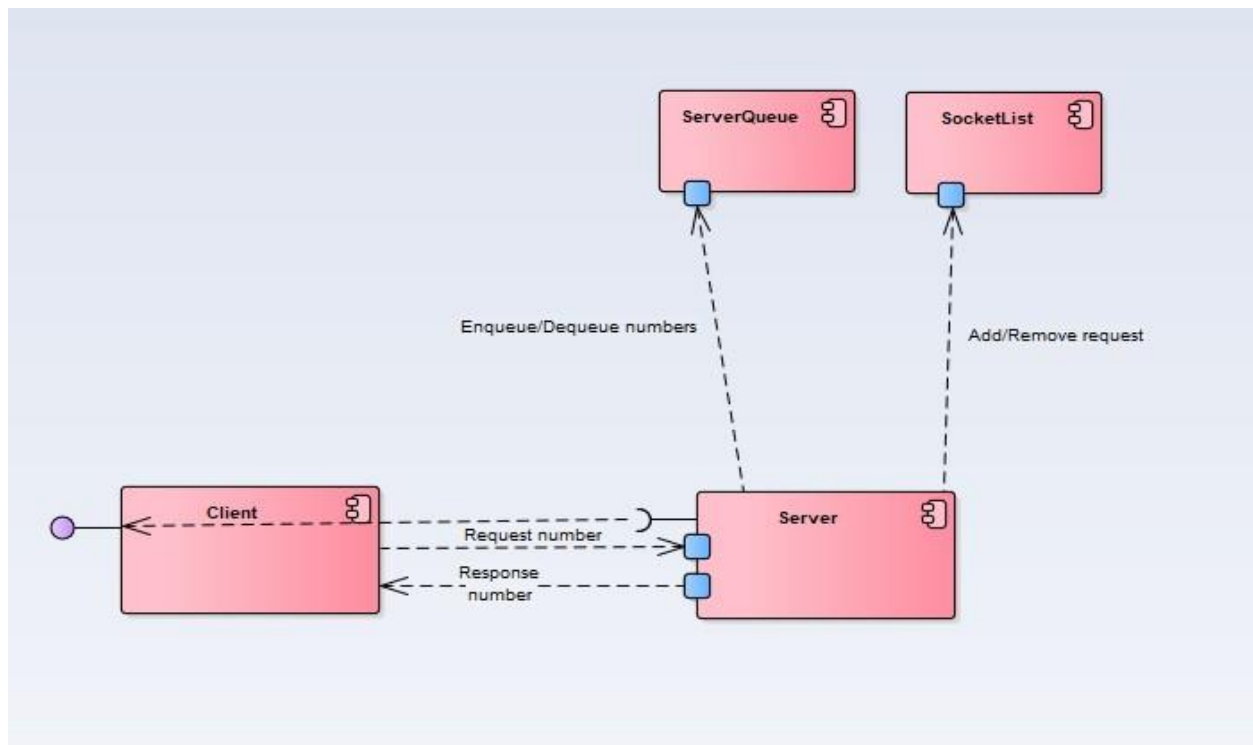 ServerQueue
SocketList
Enqueue/Dequeue numbers
Add/Remove request
Client
Server
Request number
Response
number